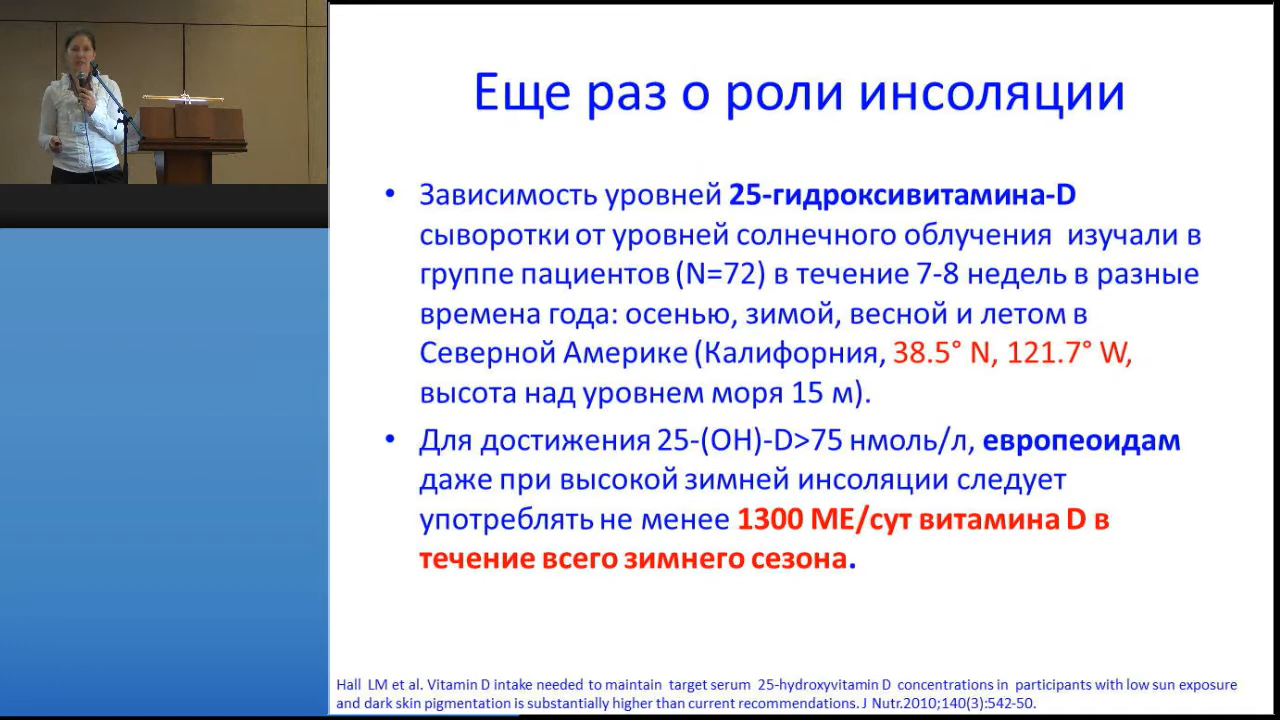 Еще раз о роли инсоляции
• Зависимость уровней 25-гидроксивитамина-D
сыворотки от уровней солнечного облучения изучали в
группе пациентов (N=72) в течение 7-8 недель в разные
времена года: осенью, зимой, весной и летом в
Северной Америке (Калифорния, 38.5° N, 121.7° W,
высота над уровнем моря 15 м).
• Для достижения 25-(OH)-D>75 нмоль/л, европеоидам
даже при высокой зимней инсоляции следует
употреблять не менее 1300 МЕ/сут витамина D в
течение всего зимнего сезона.
Hall LM et al. Vitamin D intake needed to maintain target serum 25-hydroxyvitamin D concentrations in participants with low sun exposure
and dark skin pigmentation is substantially higher than current recommendations. J Nutr.2010;140(3):542-50.